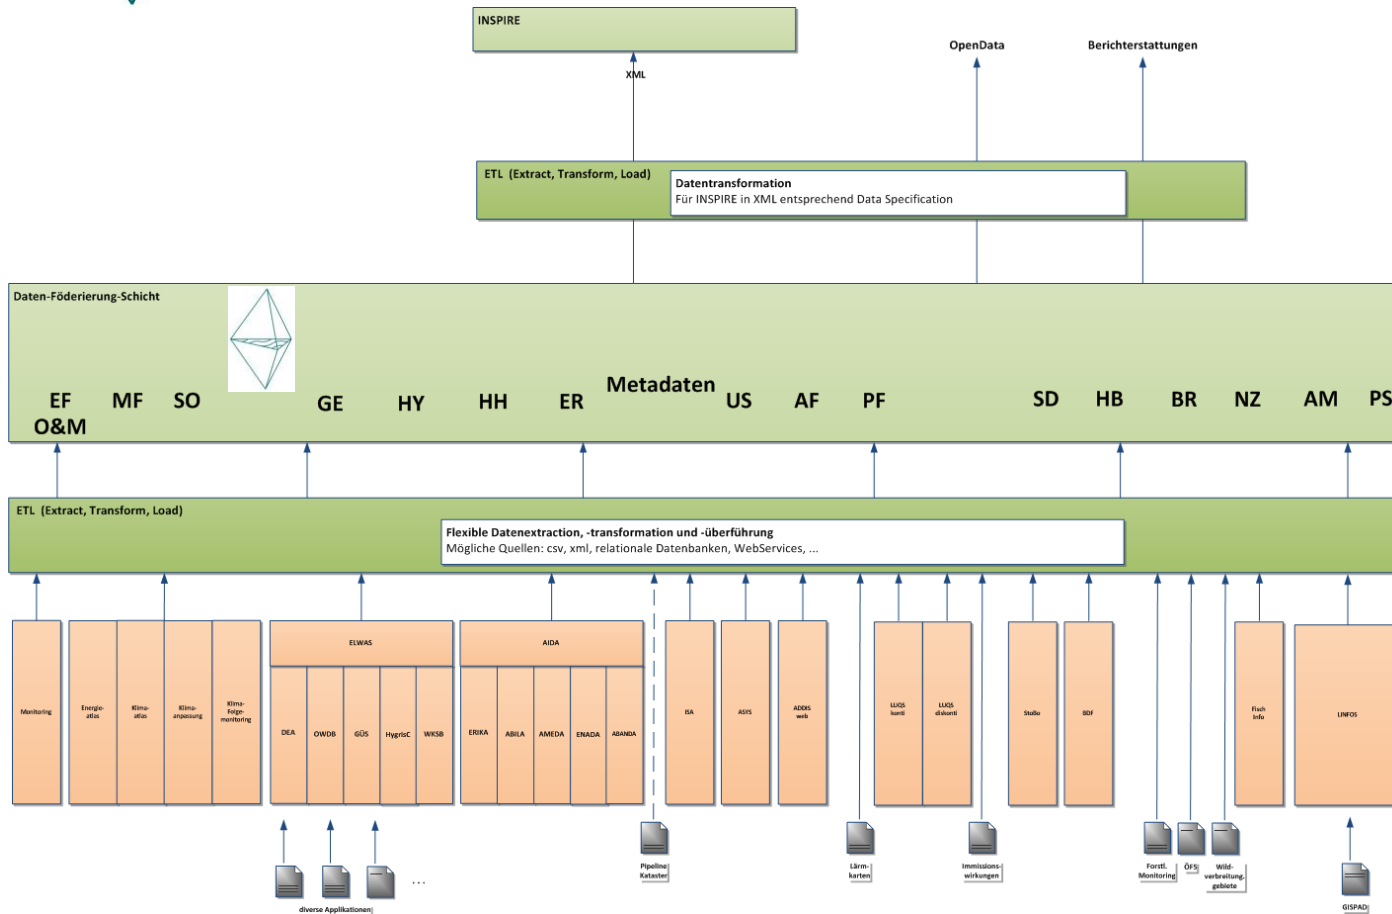 INSPIRE
OpenData
Berichterstattungen
XML
ETL (Extract, Transform, Load)
Datentransformation
Für INSPIRE in XML entsprechend Data Specification
Daten-Föderierung-Schicht
Metadaten
EF
O&M
MF
SO
GE
HY
HH
ER
US
AF
PF
SD
HB
BR
NZ
AM
PS
ETL (Extract, Transform, Load)
Flexible Datenextraction, -transformation und -überführung
Mögliche Quellen: csv, xml, relationale Datenbanken, WebServices, ...
Monitoring
Energie-
atlas
Klima-
atlas
Klima-
anpassung
Klima-
Folge-
monitoring
ELWAS
DEA
OWDB
GÜS
HygrisC
WKSB
AIDA
ERIKA
ABILA
AMEDA
ENADA
ABANDA
ISA
ASYS
ADDIS
web
LUQS
konti
LUQS
diskonti
StoBo
BDF
Fisch
Info
LINFOS
diverse Applikationen
...
Pipeline
Kataster
Lärm-
karten
Immissions-
wirkungen
Forstl.
Monitoring
ÖFS
Wild-
verbreitung.
gebiete
GISPAD